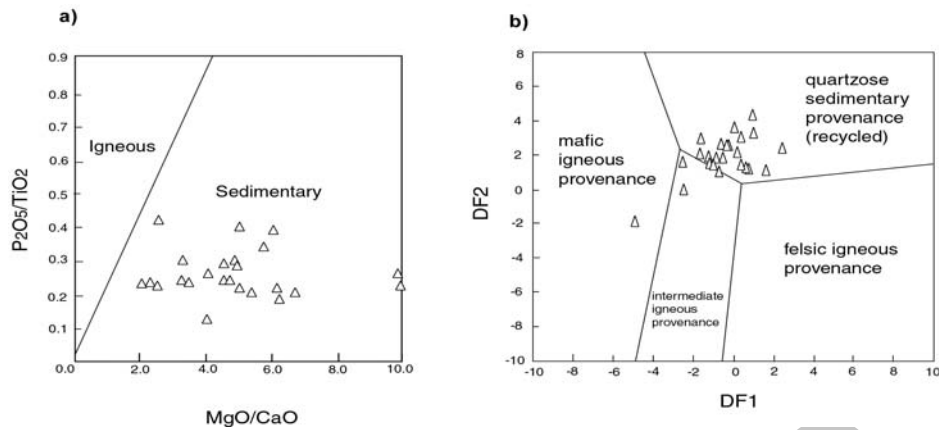 a)
0.9
0.8
0.7
0.6
0.5
0.4
0.3
0.2
0.1
0.0
2.0
4.0
6.0
8.0
10.0
P2O5/TiO2
MgO/CaO
Igneous
Sedimentary
b)
8
6
4
2
0
-2
-4
-6
-8
-10
-10
-8
-6
-4
-2
0
2
4
6
8
10
DF2
DF1
mafic
igneous
provenance
quartzose
sedimentary
provenance
(recycled)
intermediate
igneous
provenance
felsic igneous
provenance